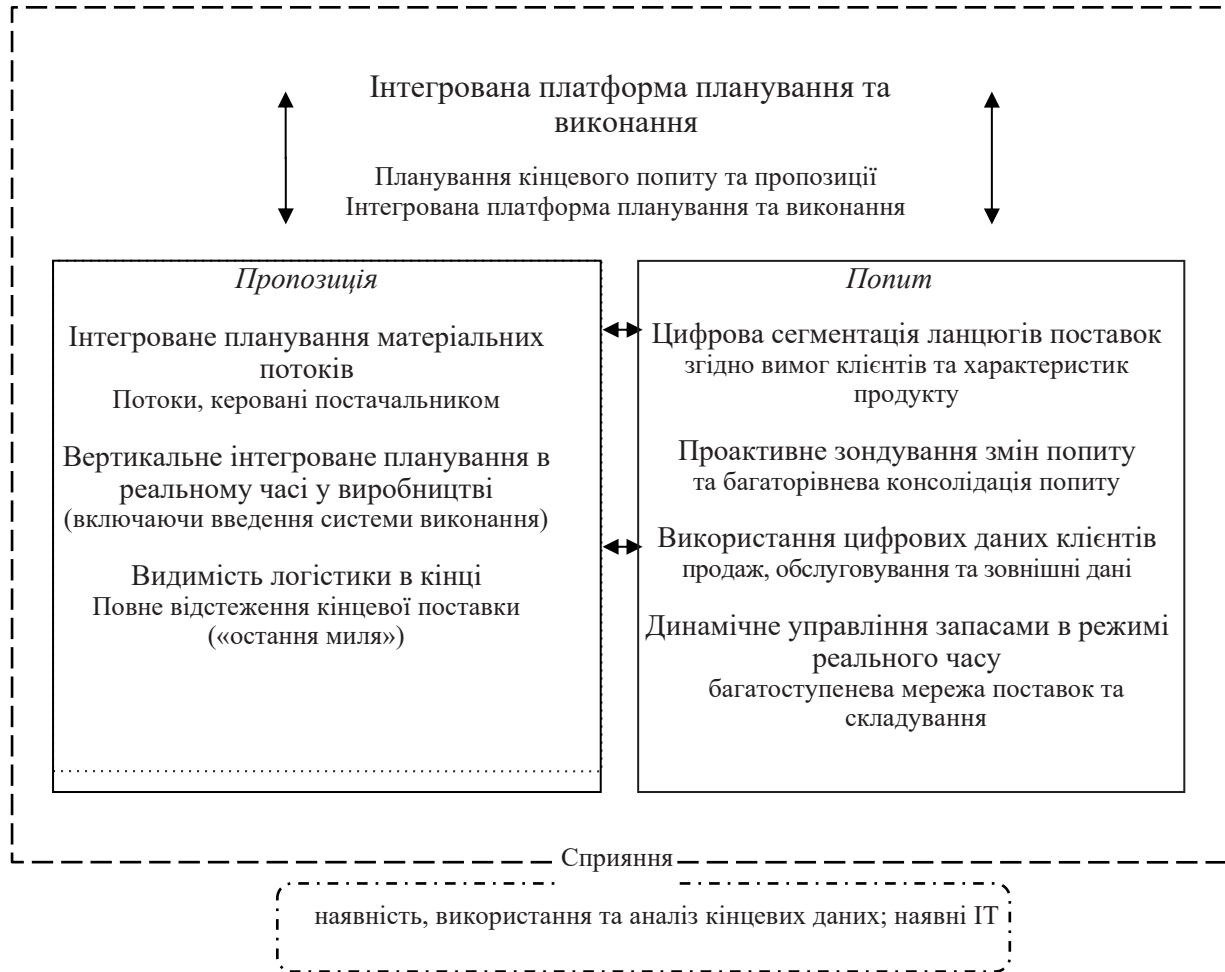 Інтегрована платформа планування та
виконання
Планування кінцевого попиту та пропозиції
Інтегрована платформа планування та виконання
Пропозиція
Інтегроване планування матеріальних
потоків
Потоки, керовані постачальником
Вертикальне інтегроване планування в
реальному часі у виробництві
(включаючи введення системи виконання)
Видимість логістики в кінці
Повне відстеження кінцевої поставки
(«остання миля»)
Попит
Цифрова сегментація ланцюгів поставок
згідно вимог клієнтів та характеристик
продукту
Проактивне зондування змін попиту
та багаторівнева консолідація попиту
Використання цифрових даних клієнтів
продаж, обслуговування та зовнішні дані
Динамічне управління запасами в режимі
реального часу
багатоступенева мережа поставок та
складування
Сприяння
наявність, використання та аналіз кінцевих даних; наявні ІТ